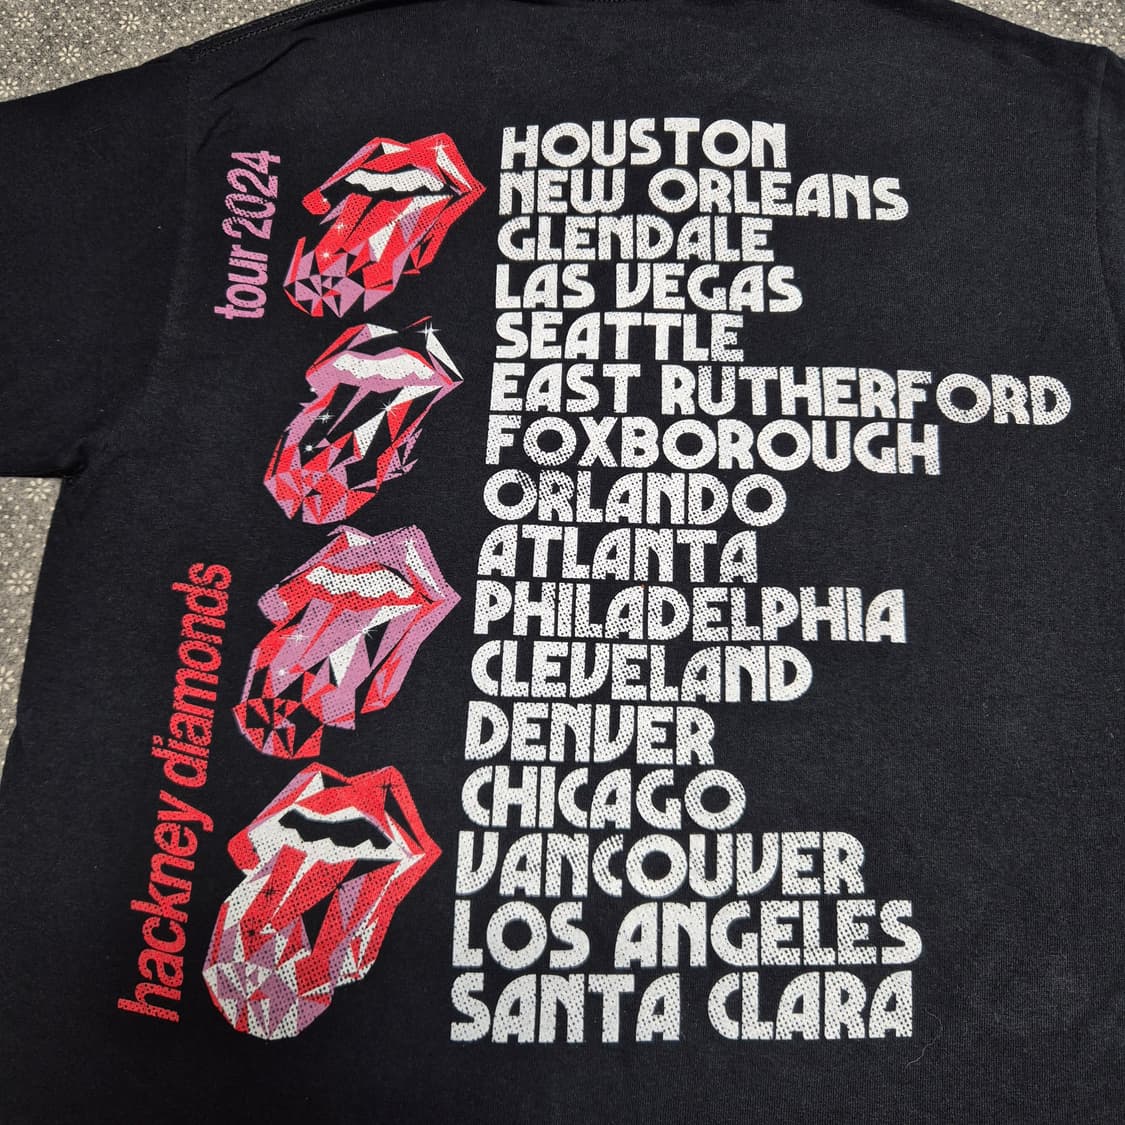 tour 2024
hackney diamonds
HOUSTON
NEW ORLEANS
GLENDALE
LAS VEGAS
SEATTLE
EAST RUTHERFORD
FOXBOROUGH
ORLANDO
ATLANTA
PHILADELPHIA
CLEVELAND
DENVER
CHICAGO
VANCOUVER
LOS ANGELES
SANTA CLARA